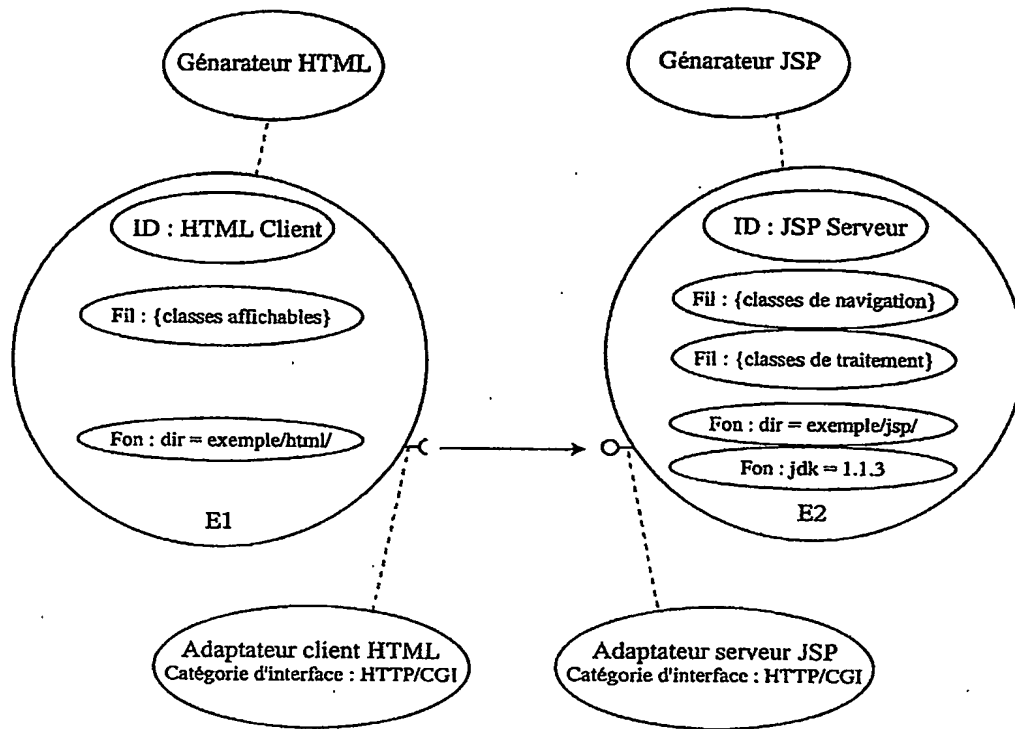 Génarateur HTML
Génarateur JSP
ID : HTML Client
Fil : {classes affichables}
Fon : dir = exemple/html/
E1
ID : JSP Serveur
Fil : {classes de navigation}
Fil : {classes de traitement}
Fon : dir = exemple/jsp/
Fon : jdk = 1.1.3
E2
Adaptateur client HTML
Catégorie d'interface : HTTP/CGI
Adaptateur serveur JSP
Catégorie d'interface : HTTP/CGI